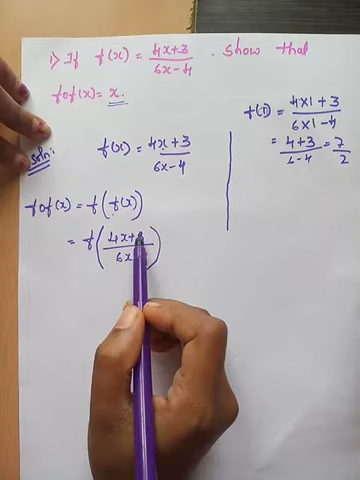 1) If f(x) = 4x+3 / 6x-4 . Show that
fof(x) = x.
Soln: f(x) = 4x+3 / 6x-4
fof(x) = f(f(x))
= f(4x+ / 6x
f(1) = 4×1+3 / 6×1-4
= 4+3 / 6-4 = 7 / 2